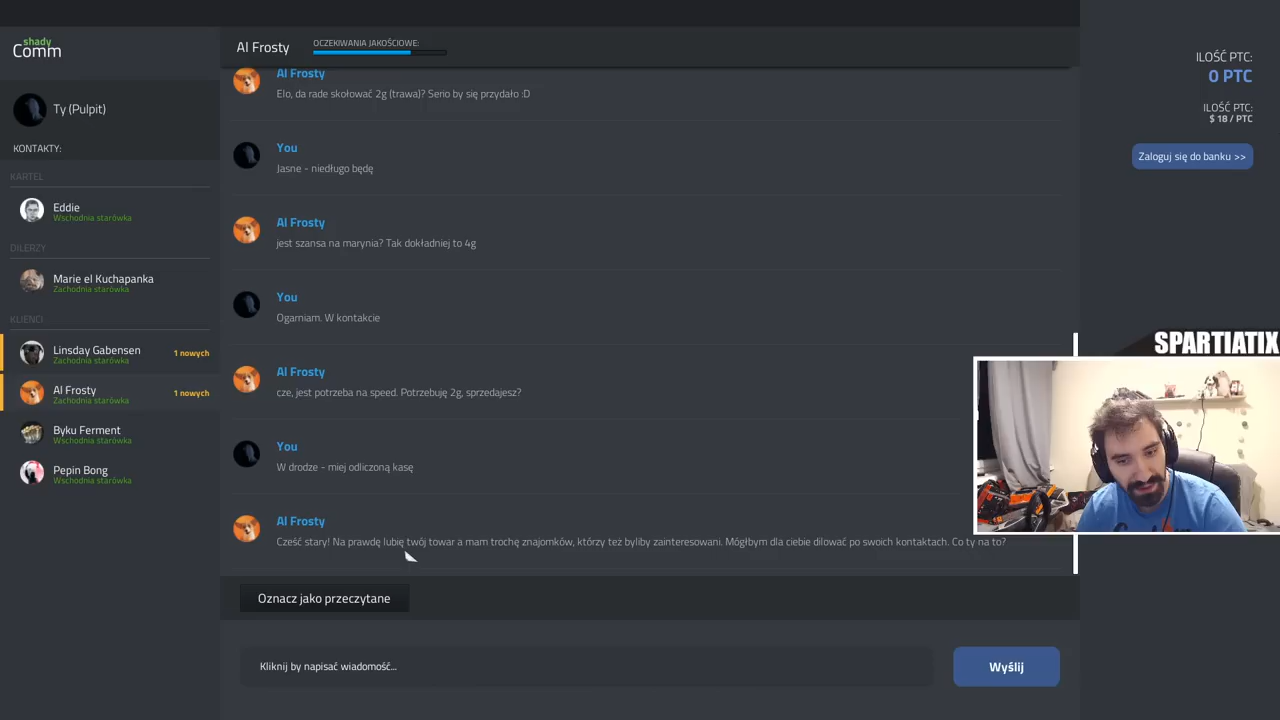 shady
Comm
Ty (Pulpit)
KONTAKTY:
KARTEL
Eddie
Wschodnia starówka
DILERZY
Marie el Kuchapanka
Zachodnia starówka
KLIENCI
Linsday Gabensen
Zachodnia starówka
1 nowych
Al Frosty
Zachodnia starówka
1 nowych
Byku Ferment
Wschodnia starówka
Pepin Bong
Wschodnia starówka
Al Frosty
OCZEKIWANIA JAKOŚCIOWE:
Al Frosty
Elo, da rade skołować 2g (trawa)? Serio by się przydało :D
You
Jasne - niedługo będę
Al Frosty
jest szansa na marynia? Tak dokładniej to 4g
You
Ogarniam. W kontakcie
Al Frosty
cze, jest potrzeba na speed. Potrzebuję 2g, sprzedajesz?
You
W drodze - miej odliczoną kasę
Al Frosty
Cześć stary! Na prawdę lubię twój towar a mam trochę znajomków, którzy też byliby zainteresowani. Mógłbym dla ciebie dilować po swoich kontaktach. Co ty na to?
Oznacz jako przeczytane
Kliknij by napisać wiadomość...
Wyślij
ILOŚĆ PTC:
0 PTC
ILOŚĆ PTC:
$ 18 / PTC
Zaloguj się do banku >>
SPARTIATIX